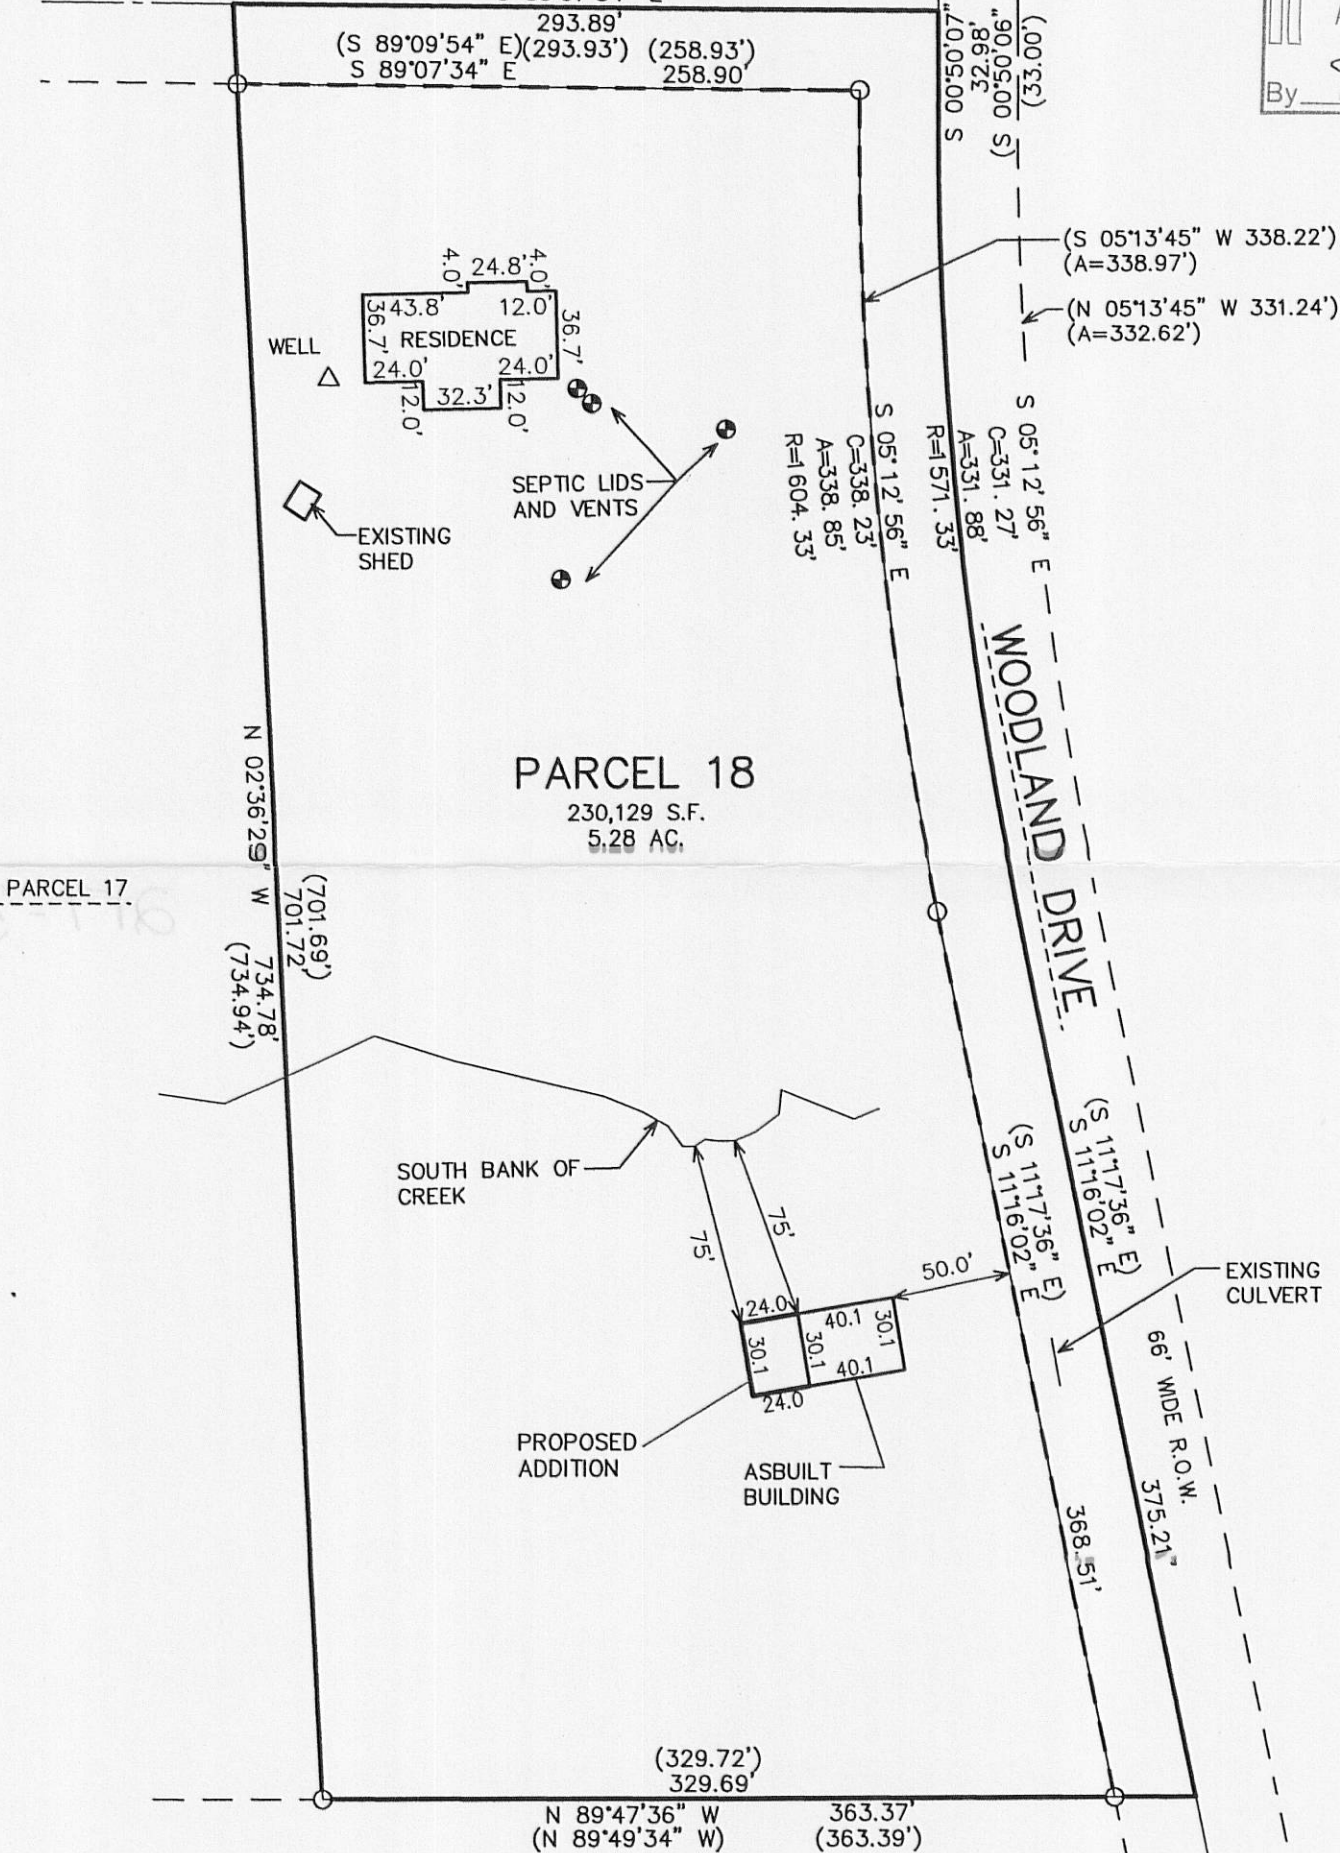 293.89'
(S 89°09'54" E)(293.93') (258.93')
S 89°07'34" E 258.90'
S 00°50'07"
32.98'
(S 00°50'06"
(33.00')
By
(S 05°13'45" W 338.22')
(A=338.97')
(N 05°13'45" W 331.24')
(A=332.62')
4.0' 24.8' 4.0'
43.8' 12.0'
36.7' RESIDENCE 36.7'
24.0' 24.0'
12.0' 32.3' 12.0'
WELL
SEPTIC LIDS
AND VENTS
EXISTING
SHED
S 05°12'56" E
C=338.23'
A=338.85'
R=1604.33'
S 05°12'56" E
C=331.27'
A=331.88'
R=1571.33'
WOODLAND DRIVE
PARCEL 18
230,129 S.F.
5.28 AC.
N 02°36'29" W 734.78'
(734.94')
(701.69')
701.72'
PARCEL 17
SOUTH BANK OF
CREEK
75'
75'
50.0'
(S 11°17'36" E)
S 11°16'02" E
(S 11°17'36" E)
S 11°16'02" E
EXISTING
CULVERT
24.0 40.1
30.1 30.1 30.1
24.0 40.1
PROPOSED
ADDITION
ASBUILT
BUILDING
66' WIDE R.O.W.
375.21'
368.51'
(329.72')
329.69'
N 89°47'36" W 363.37'
(N 89°49'34" W) (363.39')